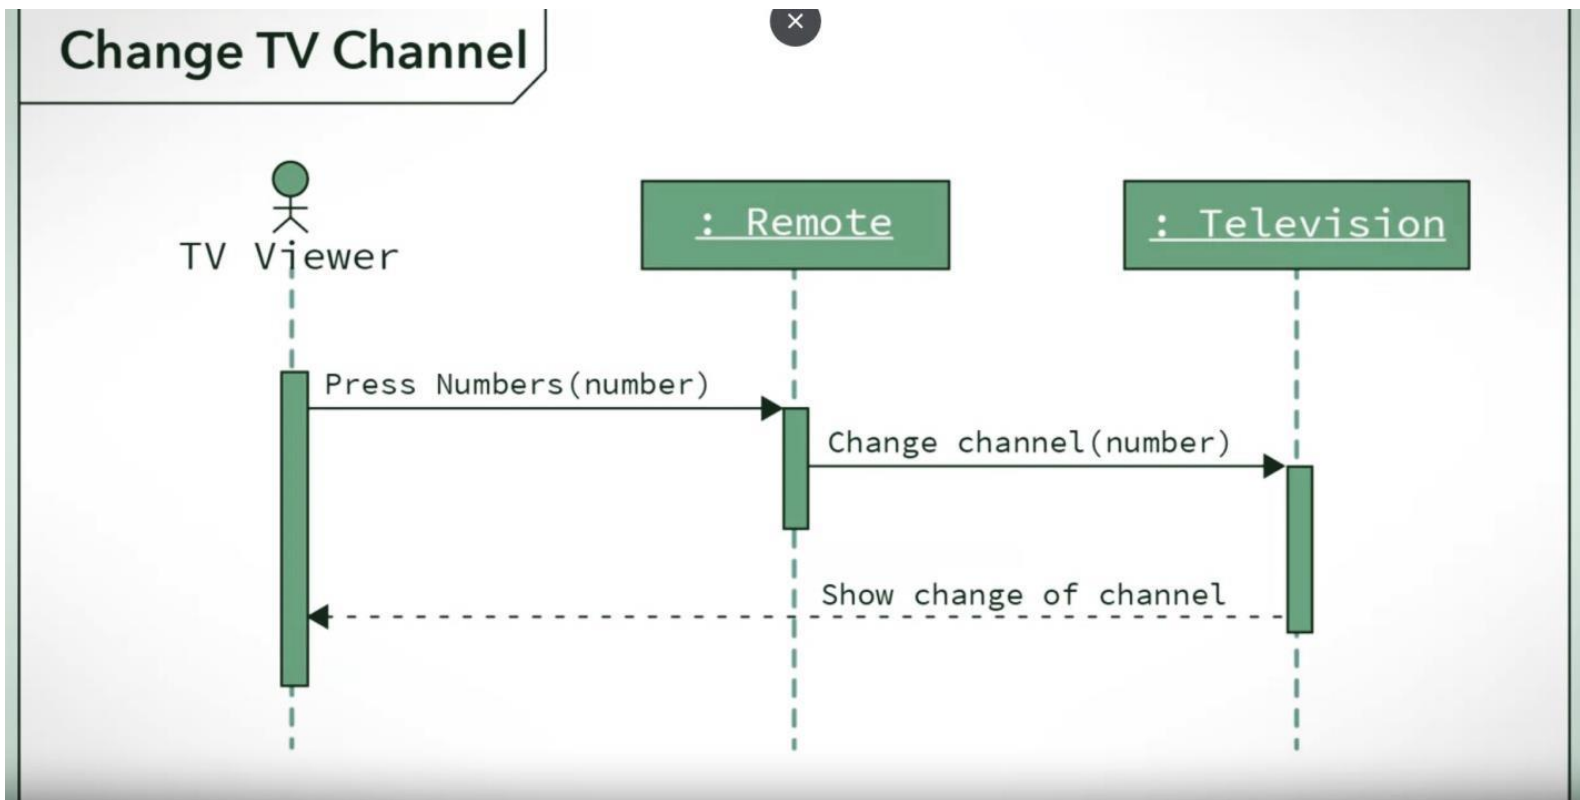 Change TV Channel
TV Viewer
: Remote
: Television
Press Numbers(number)
Change channel(number)
Show change of channel